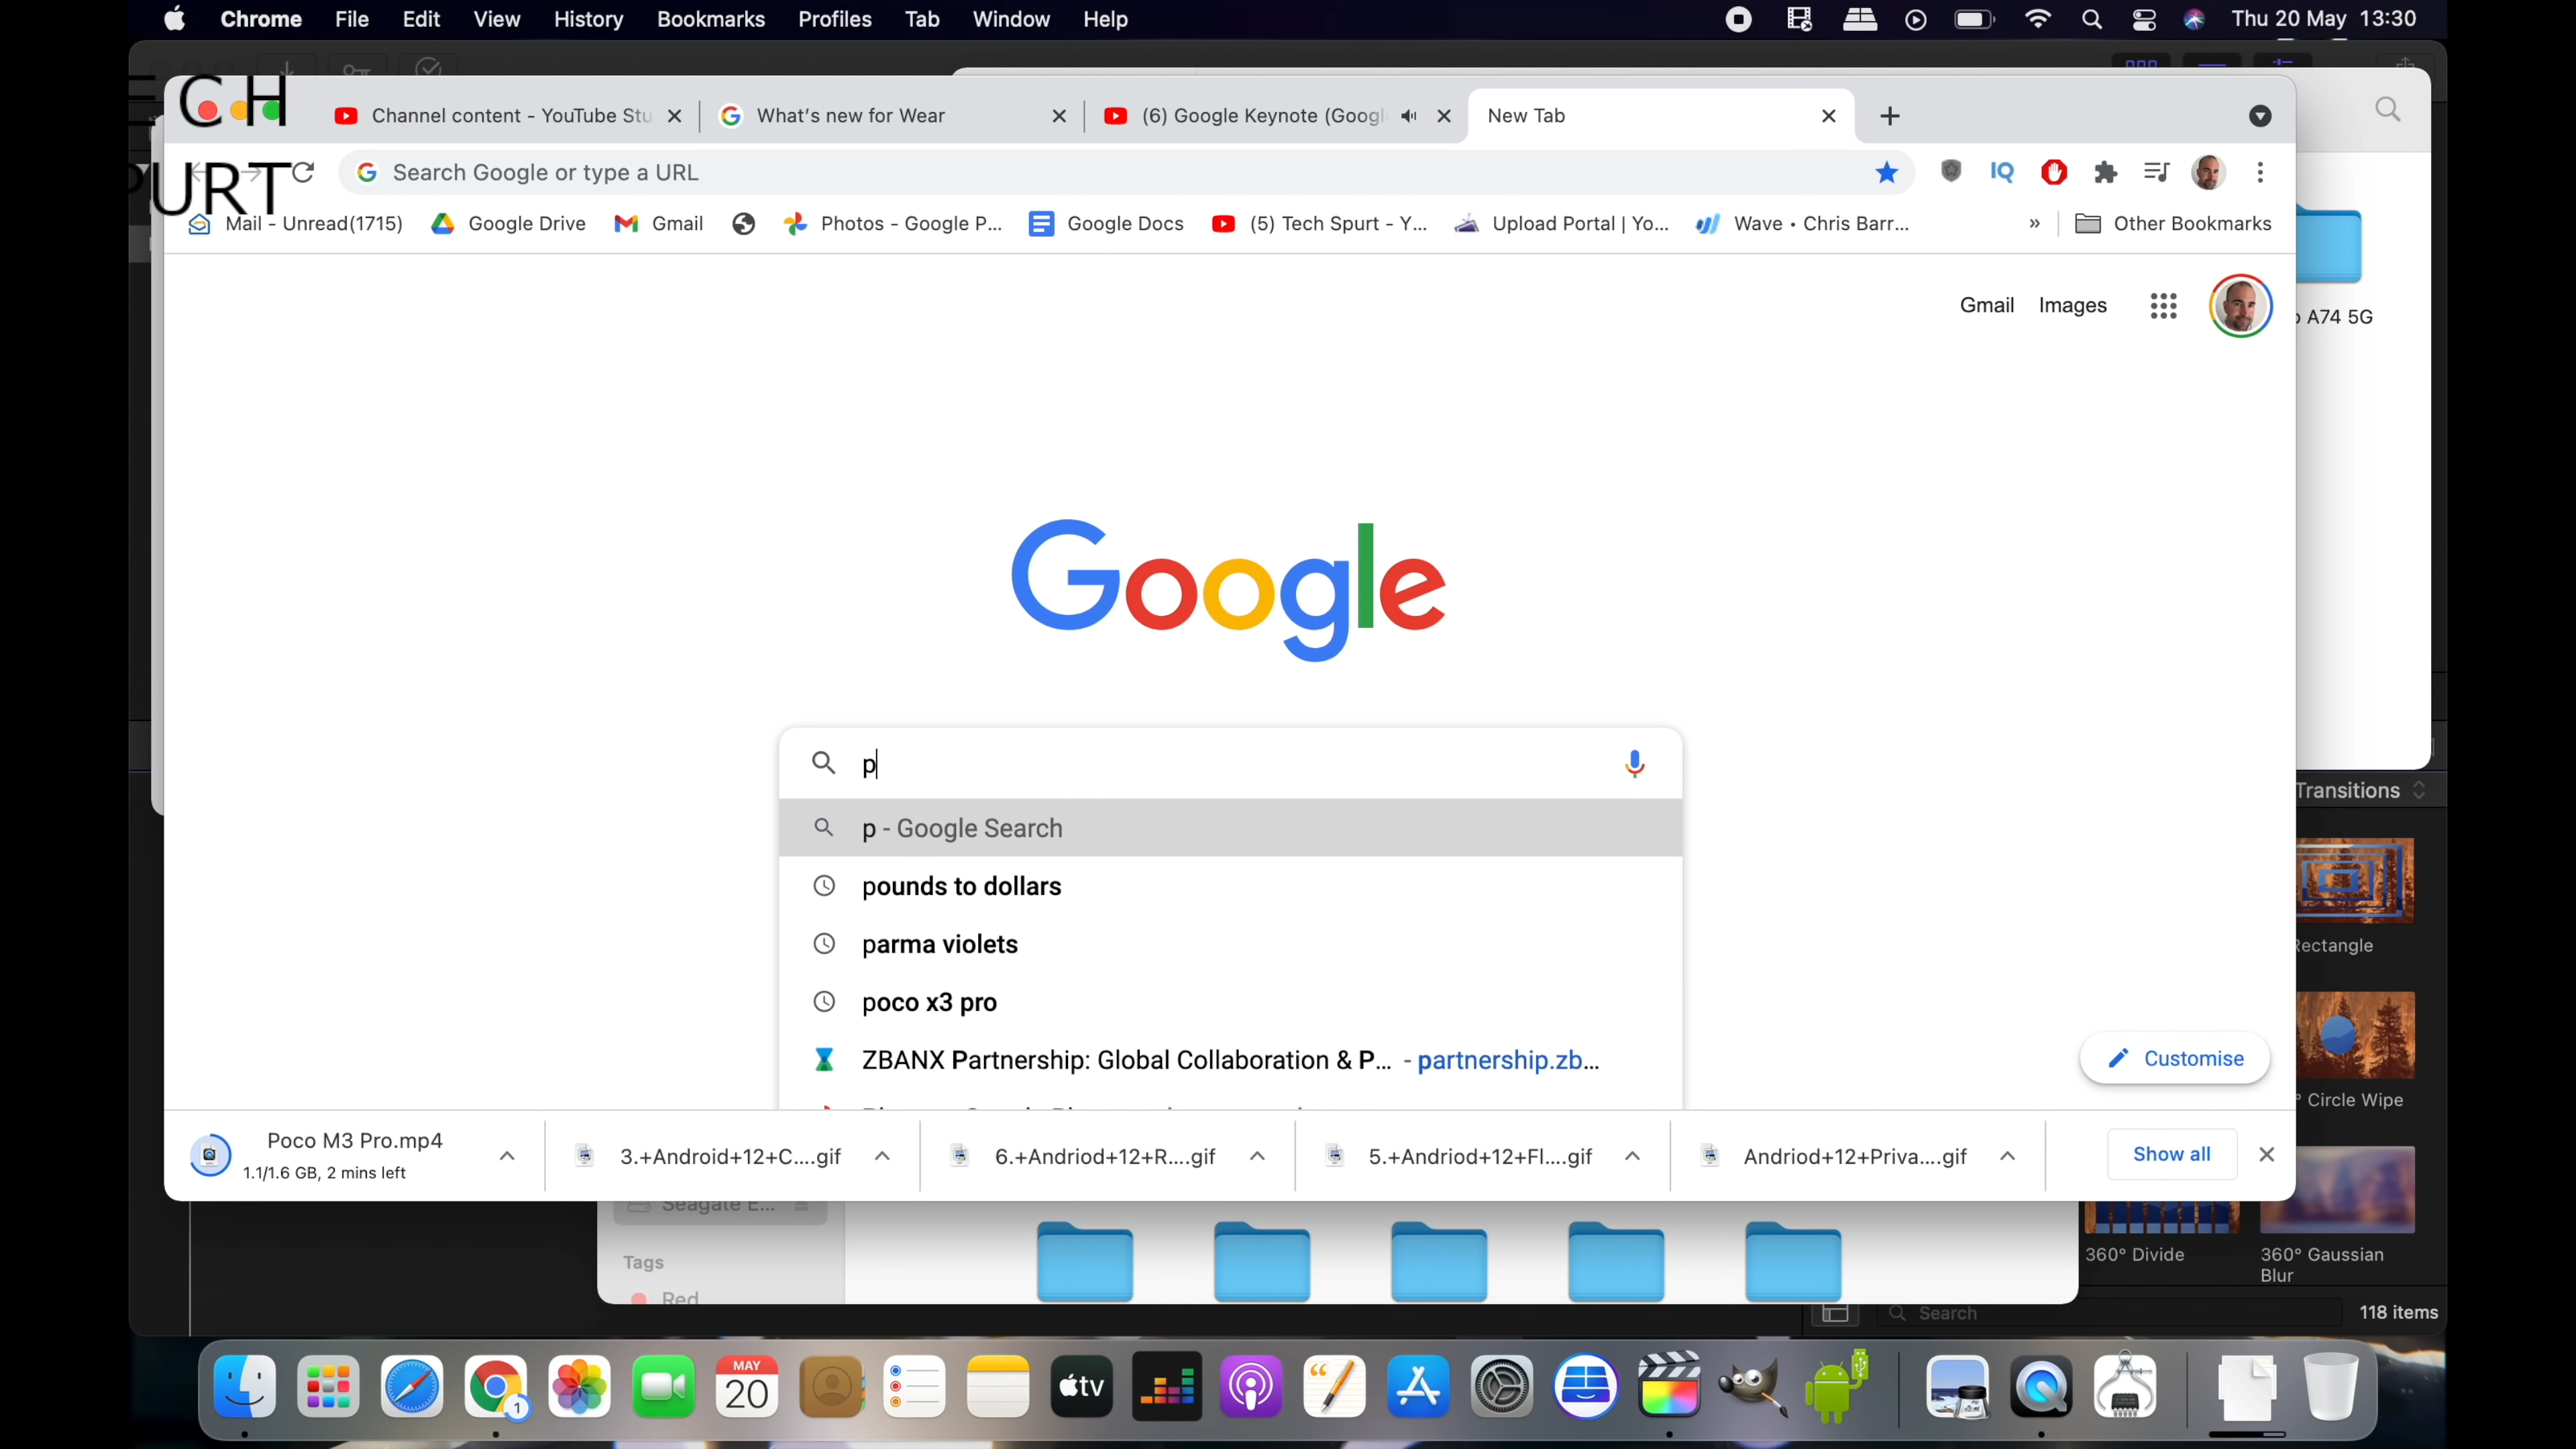 Chrome File Edit View History Bookmarks Profiles Tab Window Help Thu 20 May 13:30
ECH
PURT
Channel content - YouTube Stu What's new for Wear (6) Google Keynote (Googl New Tab
Search Google or type a URL IQ
Mail - Unread(1715) Google Drive Gmail Photos - Google P... Google Docs (5) Tech Spurt - Y... Upload Portal | Yo... Wave • Chris Barr... » Other Bookmarks
Gmail Images
A74 5G
Google
p
p - Google Search
pounds to dollars
parma violets
poco x3 pro
ZBANX Partnership: Global Collaboration & P... - partnership.zb...
Customise
Transitions
Rectangle
° Circle Wipe
360° Divide
360° Gaussian
Blur
Poco M3 Pro.mp4
1.1/1.6 GB, 2 mins left
3.+Android+12+C....gif
6.+Andriod+12+R....gif
5.+Andriod+12+Fl....gif
Andriod+12+Priva....gif
Show all
Seagate E...
Tags
Red
Search
118 items
1
MAY
20
tv